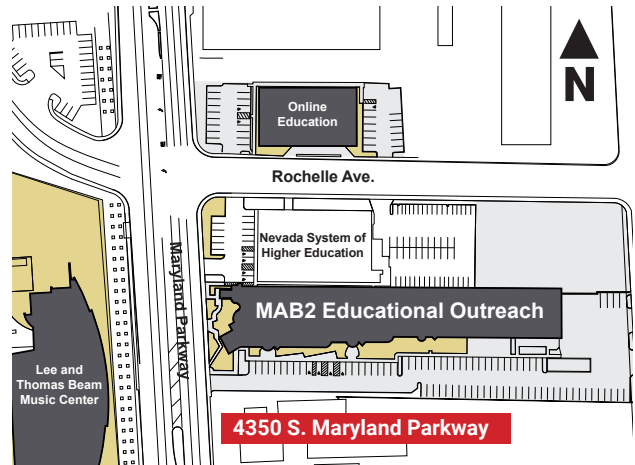 Online
Education
N
Rochelle Ave.
Nevada System of
Higher Education
Maryland Parkway
MAB2 Educational Outreach
Lee and
Thomas Beam
Music Center
4350 S. Maryland Parkway